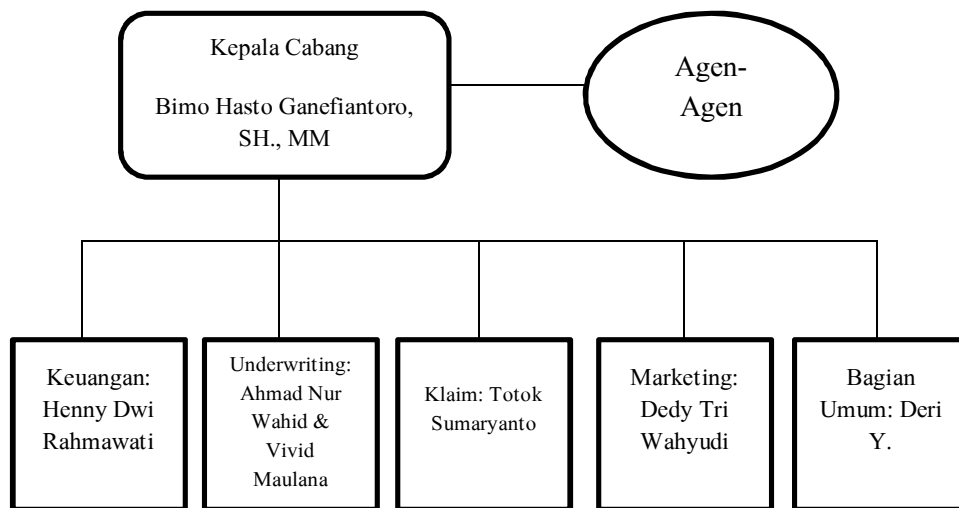 Kepala Cabang
Bimo Hasto Ganefiantoro,
SH., MM
Agen-
Agen
Keuangan:
Henny Dwi
Rahmawati
Underwriting:
Ahmad Nur
Wahid &
Vivid
Maulana
Klaim: Totok
Sumaryanto
Marketing:
Dedy Tri
Wahyudi
Bagian
Umum: Deri
Y.